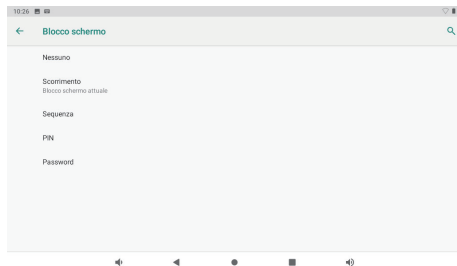 10:26
Blocco schermo
Nessuno
Scorrimento
Blocco schermo attuale
Sequenza
PIN
Password